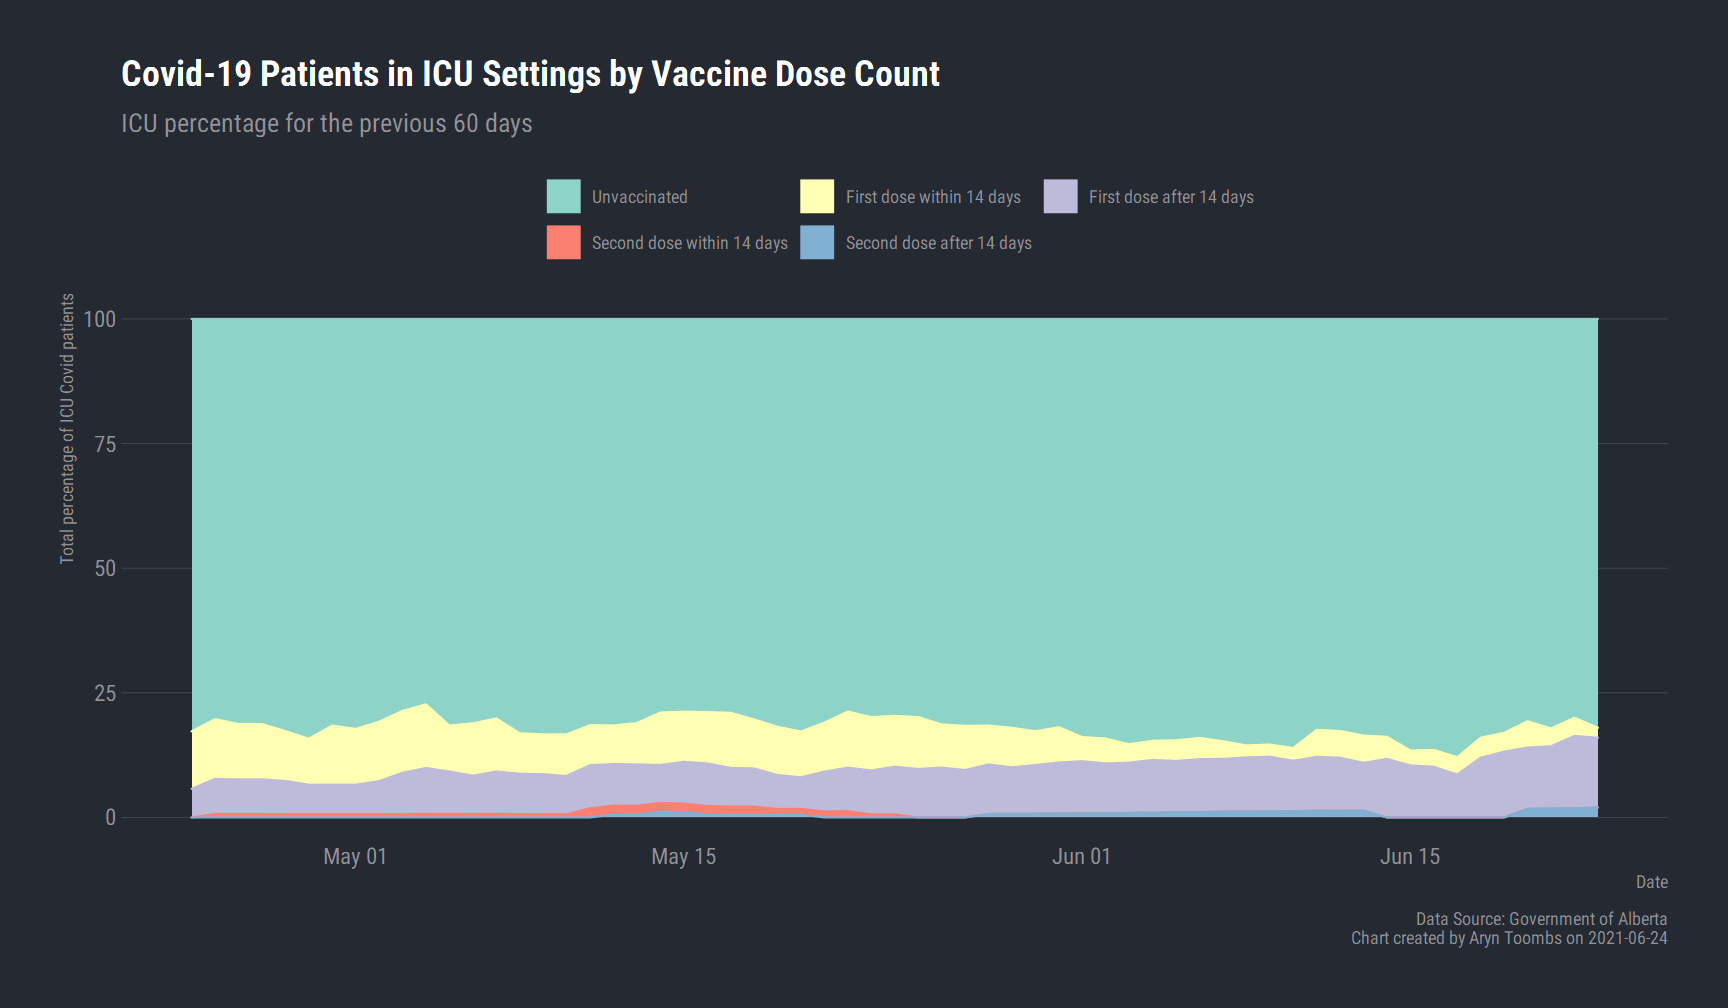 Covid-19 Patients in ICU Settings by Vaccine Dose Count
ICU percentage for the previous 60 days
Unvaccinated
First dose within 14 days
First dose after 14 days
Second dose within 14 days
Second dose after 14 days
Total percentage of ICU Covid patients
100
75
50
25
0
May 01
May 15
Jun 01
Jun 15
Date
Data Source: Government of Alberta
Chart created by Aryn Toombs on 2021-06-24